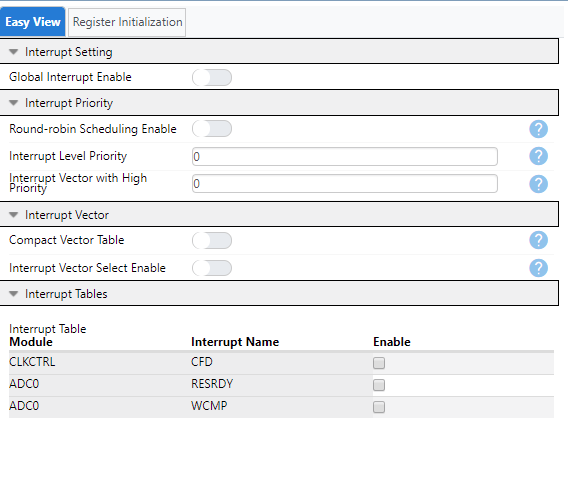 Easy View Register Initialization
Interrupt Setting
Global Interrupt Enable
Interrupt Priority
Round-robin Scheduling Enable ?
Interrupt Level Priority 0 ?
Interrupt Vector with High
Priority 0 ?
Interrupt Vector
Compact Vector Table ?
Interrupt Vector Select Enable ?
Interrupt Tables
Interrupt Table
Module Interrupt Name Enable
CLKCTRL CFD
ADC0 RESRDY
ADC0 WCMP